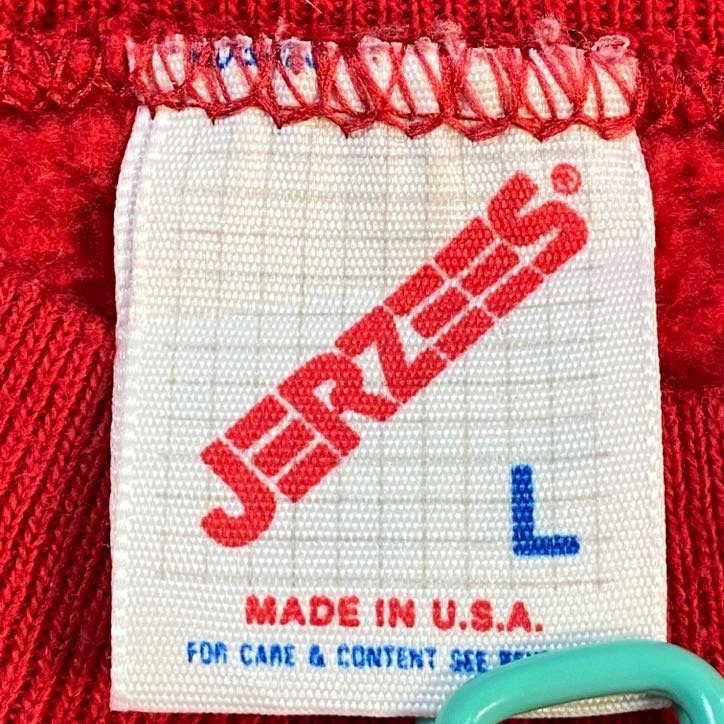 JERZEES®
L
MADE IN U.S.A.
FOR CARE & CONTENT SEE